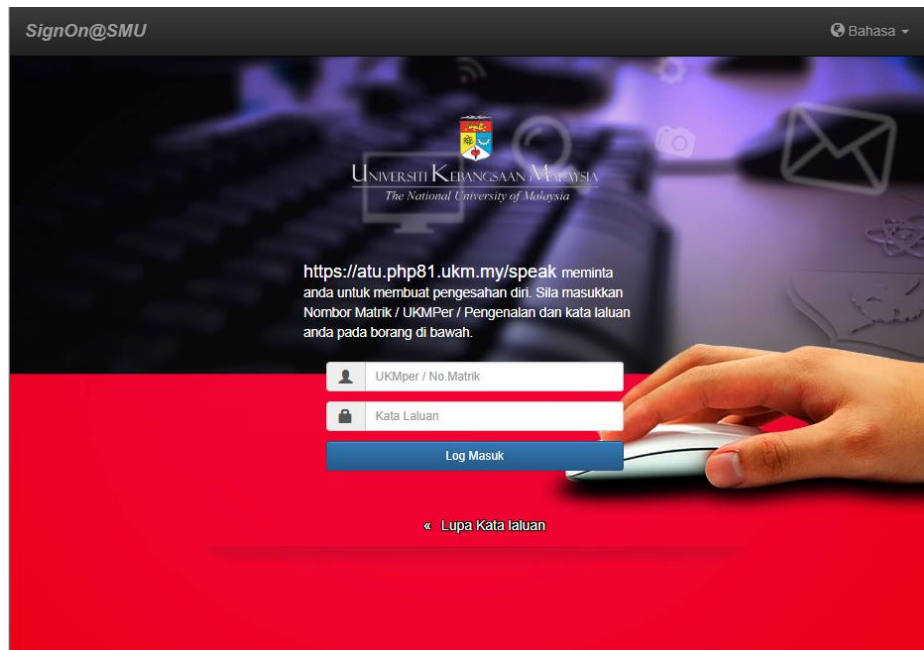 SignOn@SMU
Bahasa
UNIVERSITI KEBANGSAAN MALAYSIA
The National University of Malaysia
https://atu.php81.ukm.my/speak meminta
anda untuk membuat pengesahan diri. Sila masukkan
Nombor Matrik / UKMPer / Pengenalan dan kata laluan
anda pada borang di bawah.
UKMper / No.Matrik
Kata Laluan
Log Masuk
« Lupa Kata laluan